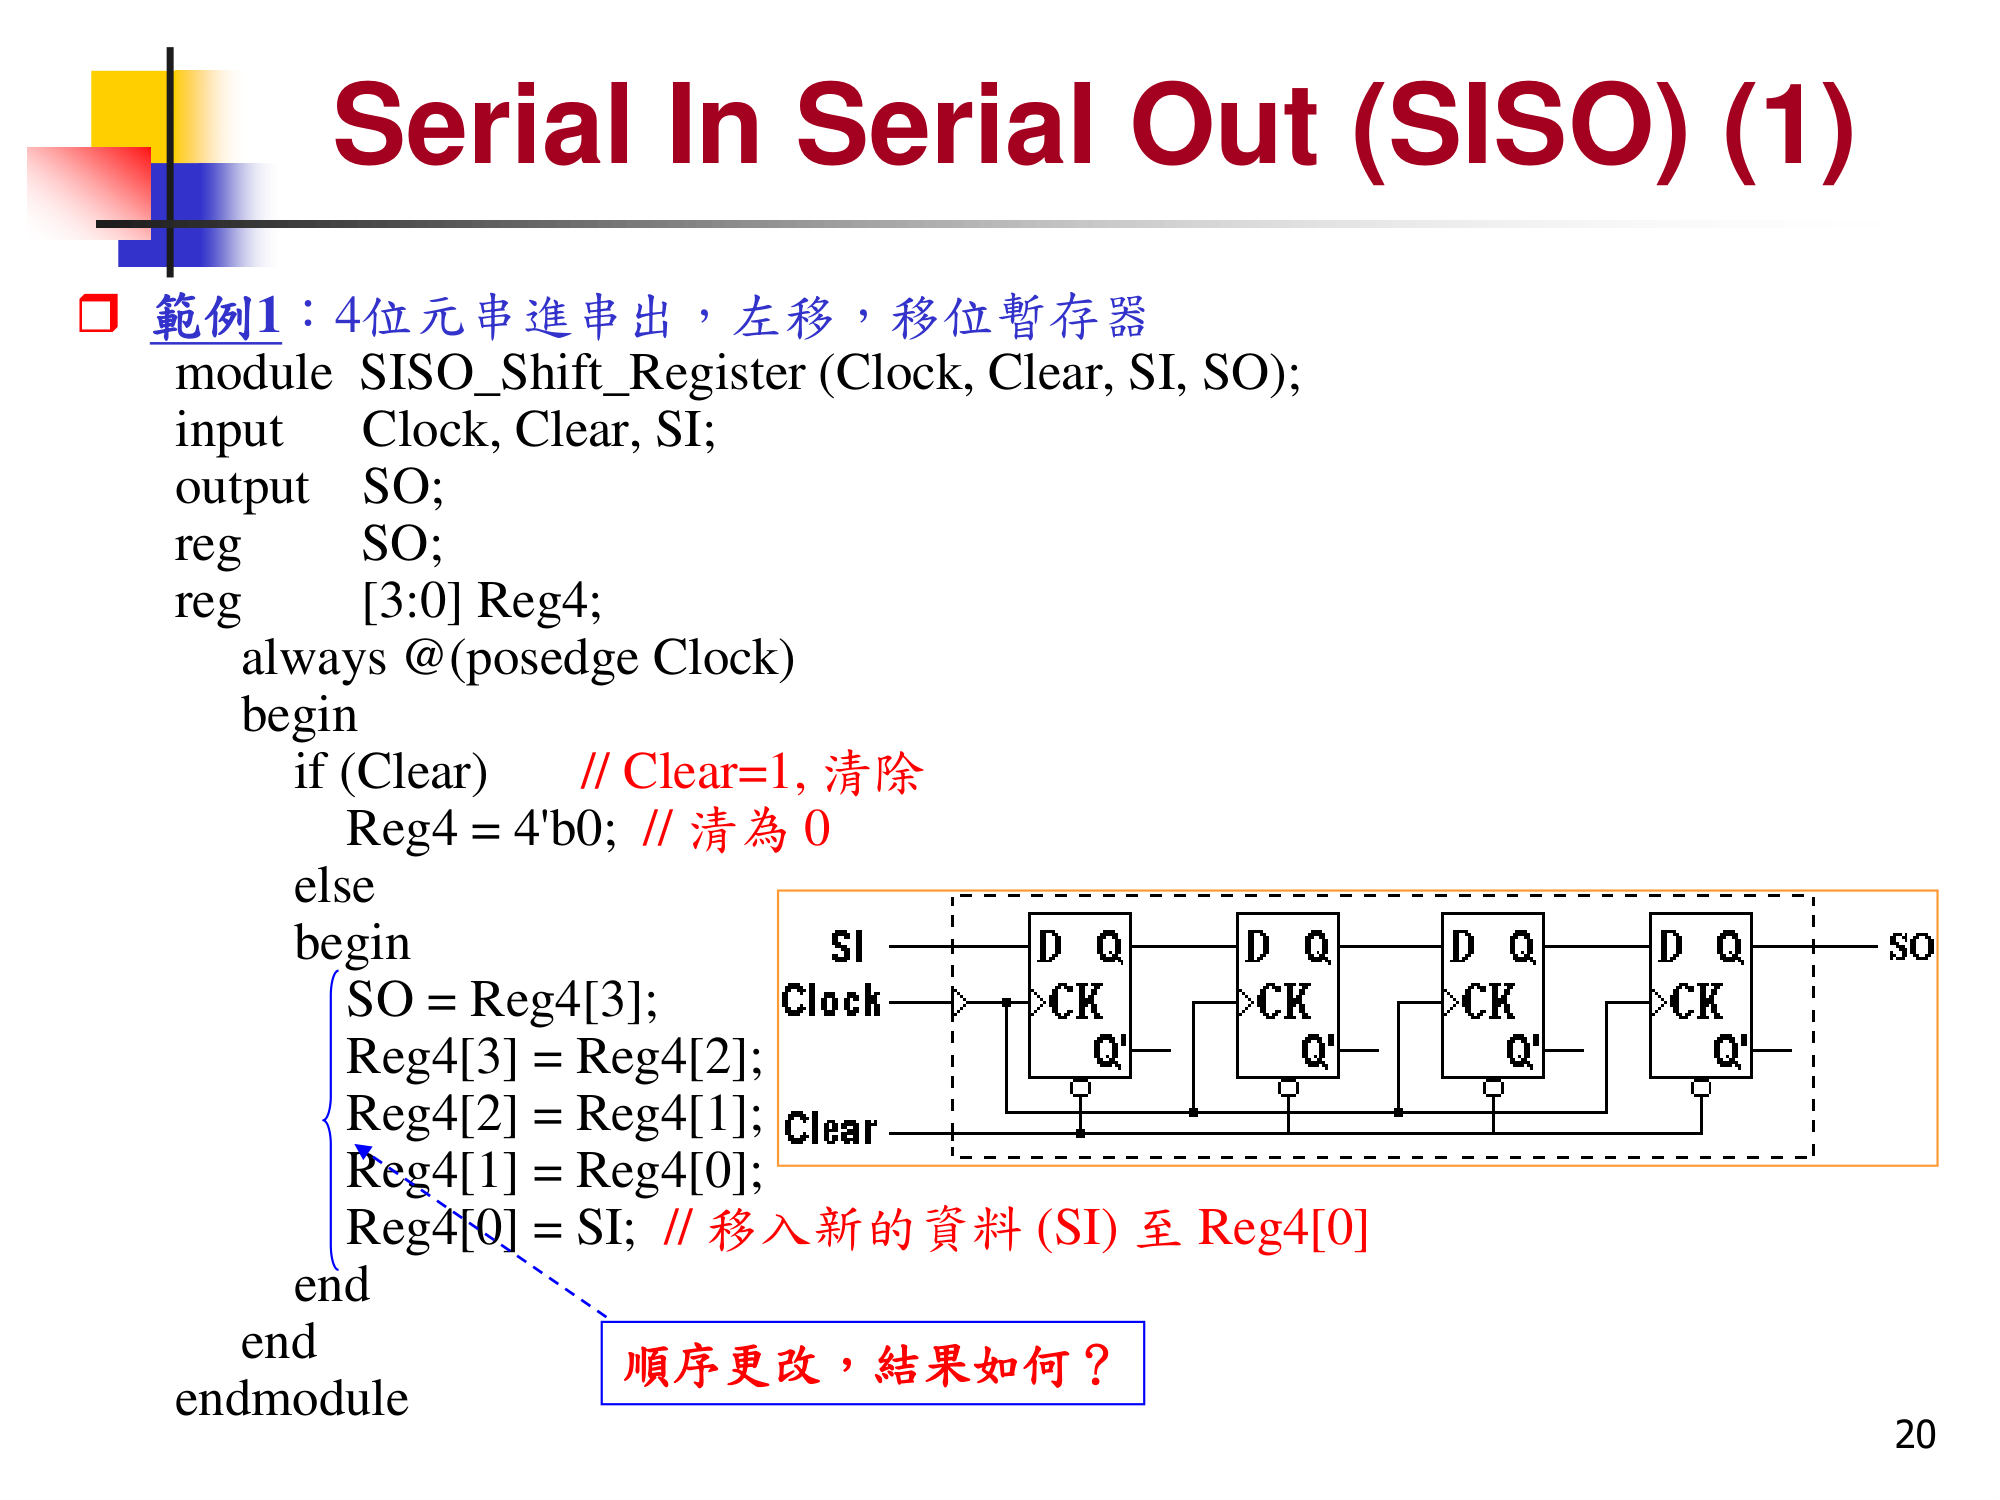 Serial In Serial Out (SISO) (1)
範例1：4位元串進串出，左移，移位暫存器
module SISO_Shift_Register (Clock, Clear, SI, SO);
input Clock, Clear, SI;
output SO;
reg SO;
reg [3:0] Reg4;
always @(posedge Clock)
begin
if (Clear) // Clear=1, 清除
Reg4 = 4'b0; // 清為 0
else
begin
SO = Reg4[3];
Reg4[3] = Reg4[2];
Reg4[2] = Reg4[1];
Reg4[1] = Reg4[0];
Reg4[0] = SI; // 移入新的資料 (SI) 至 Reg4[0]
end
end
endmodule
SI D Q D Q D Q D Q SO
Clock CK CK CK CK
Q' Q' Q' Q'
Clear
順序更改，結果如何？
20